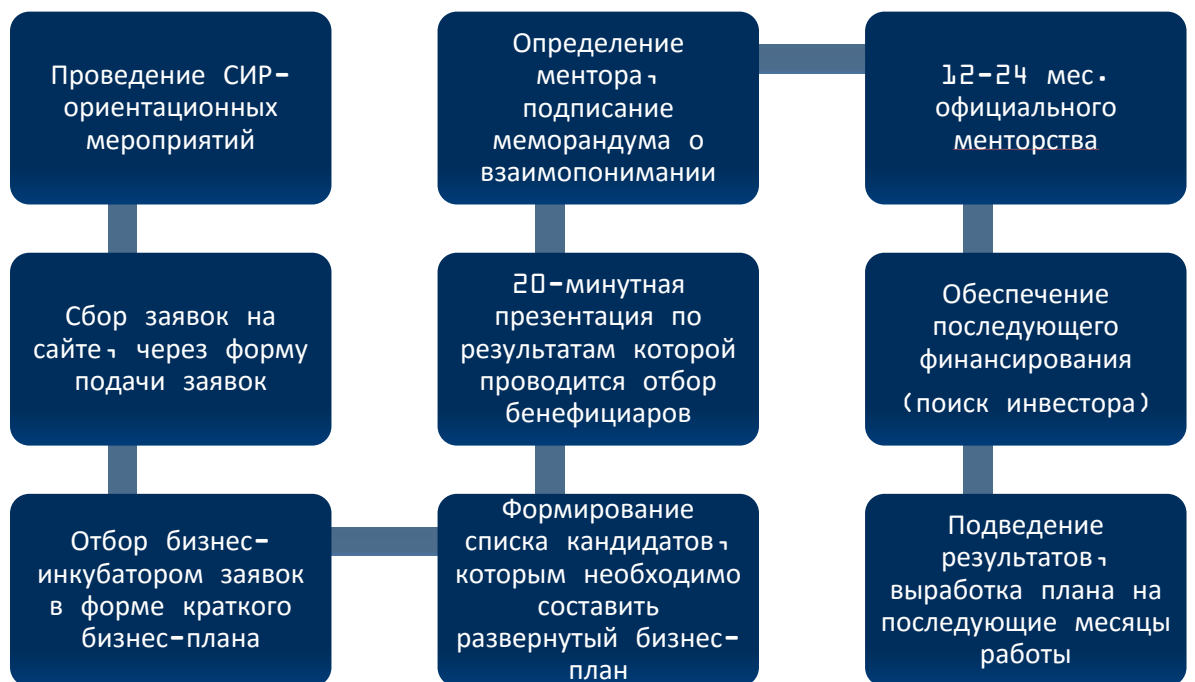 Проведение СИР-
ориентационных
мероприятий
Сбор заявок на
сайте, через форму
подачи заявок
Отбор бизнес-
инкубатором заявок
в форме краткого
бизнес-плана
Формирование
списка кандидатов,
которым необходимо
составить
развернутый бизнес-
план
20-минутная
презентация по
результатам которой
проводится отбор
бенефициаров
Определение
ментора,
подписание
меморандума о
взаимопонимании
12-24 мес.
официального
менторства
Обеспечение
последующего
финансирования
(поиск инвестора)
Подведение
результатов,
выработка плана на
последующие месяцы
работы